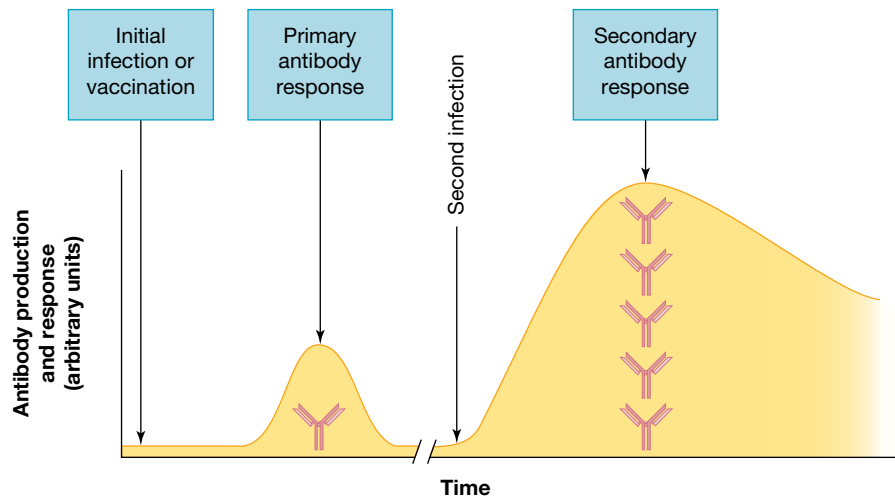 Initial
infection or
vaccination
Primary
antibody
response
Second infection
Secondary
antibody
response
Antibody production
and response
(arbitrary units)
Time